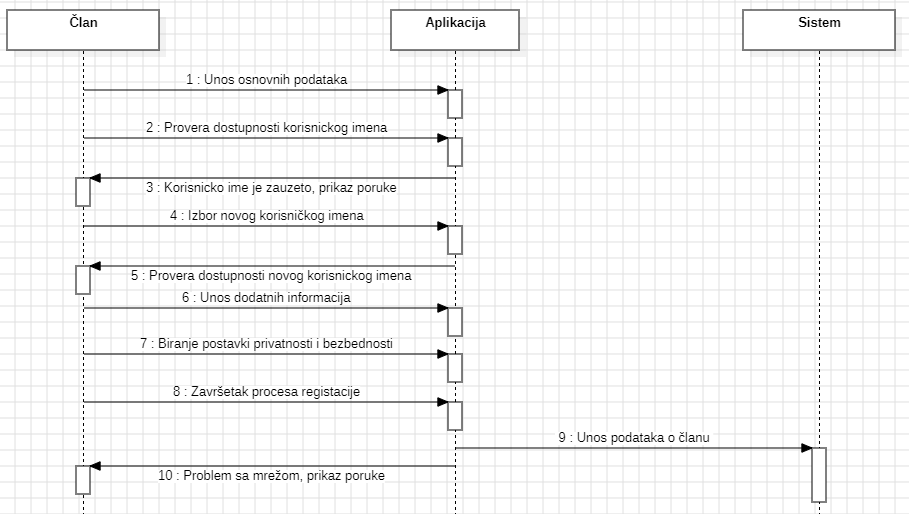 Član
Aplikacija
Sistem
1 : Unos osnovnih podataka
2 : Provera dostupnosti korisnickog imena
3 : Korisnicko ime je zauzeto, prikaz poruke
4 : Izbor novog korisničkog imena
5 : Provera dostupnosti novog korisnickog imena
6 : Unos dodatnih informacija
7 : Biranje postavki privatnosti i bezbednosti
8 : Završetak procesa registacije
9 : Unos podataka o članu
10 : Problem sa mrežom, prikaz poruke